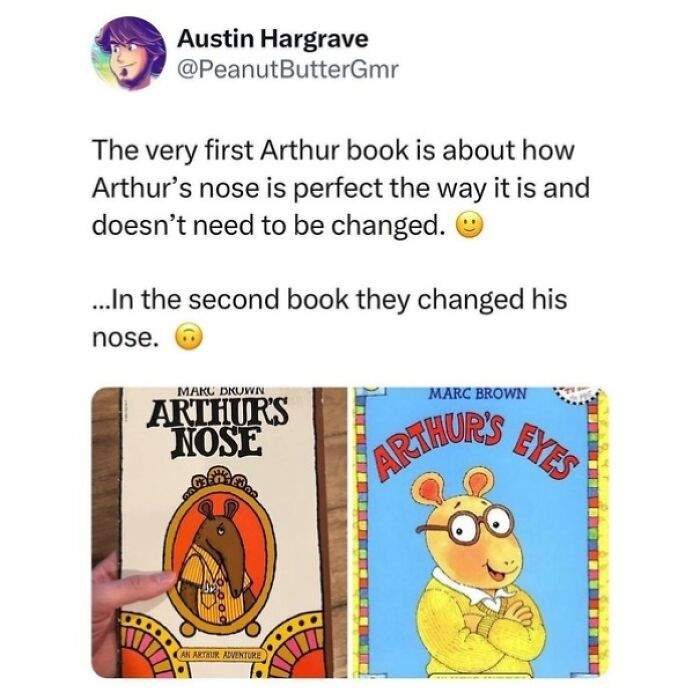 Austin Hargrave
@PeanutButterGmr
The very first Arthur book is about how
Arthur’s nose is perfect the way it is and
doesn’t need to be changed. 🙂
...In the second book they changed his
nose. 🙃
MARC BROWN
ARTHUR'S
NOSE
AN ARTHUR ADVENTURE
MARC BROWN
ARTHUR'S EYES